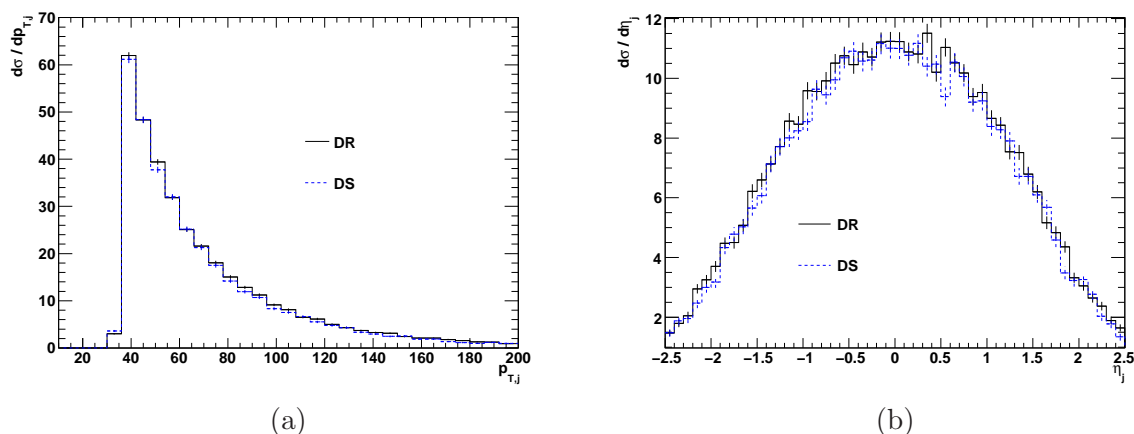 dσ / dp_{T,j}
70
60
50
40
30
20
10
0
DR
DS
20 40 60 80 100 120 140 160 180 200
p_{T,j}
(a)
dσ / dη_j
12
10
8
6
4
2
DR
DS
−2.5 −2 −1.5 −1 −0.5 0 0.5 1 1.5 2 2.5
η_j
(b)